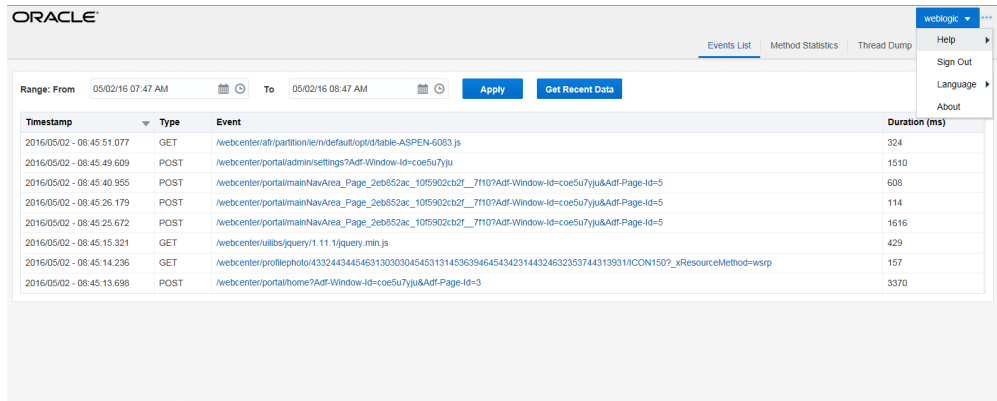 ORACLE®
weblogic
Events List Method Statistics Thread Dump
Help
Sign Out
Language
About
Range: From 05/02/16 07:47 AM To 05/02/16 08:47 AM Apply Get Recent Data
Timestamp Type Event Duration (ms)
2016/05/02 - 08:45:51.077 GET /webcenter/afr/partition/ie/n/default/opt/d/table-ASPEN-6083.js 324
2016/05/02 - 08:45:49.609 POST /webcenter/portal/admin/settings?Adf-Window-Id=coe5u7yju 1510
2016/05/02 - 08:45:40.955 POST /webcenter/portal/mainNavArea_Page_2eb852ac_10f5902cb2f__7f10?Adf-Window-Id=coe5u7yju&Adf-Page-Id=5 608
2016/05/02 - 08:45:26.179 POST /webcenter/portal/mainNavArea_Page_2eb852ac_10f5902cb2f__7f10?Adf-Window-Id=coe5u7yju&Adf-Page-Id=5 114
2016/05/02 - 08:45:25.672 POST /webcenter/portal/mainNavArea_Page_2eb852ac_10f5902cb2f__7f10?Adf-Window-Id=coe5u7yju&Adf-Page-Id=5 1616
2016/05/02 - 08:45:15.321 GET /webcenter/uilibs/jquery/1.11.1/jquery.min.js 429
2016/05/02 - 08:45:14.236 GET /webcenter/profilephoto/433244344546313030304545313145363946454342314432463235374431393 1/ICON150?_xResourceMethod=wsrp 157
2016/05/02 - 08:45:13.698 POST /webcenter/portal/home?Adf-Window-Id=coe5u7yju&Adf-Page-Id=3 3370